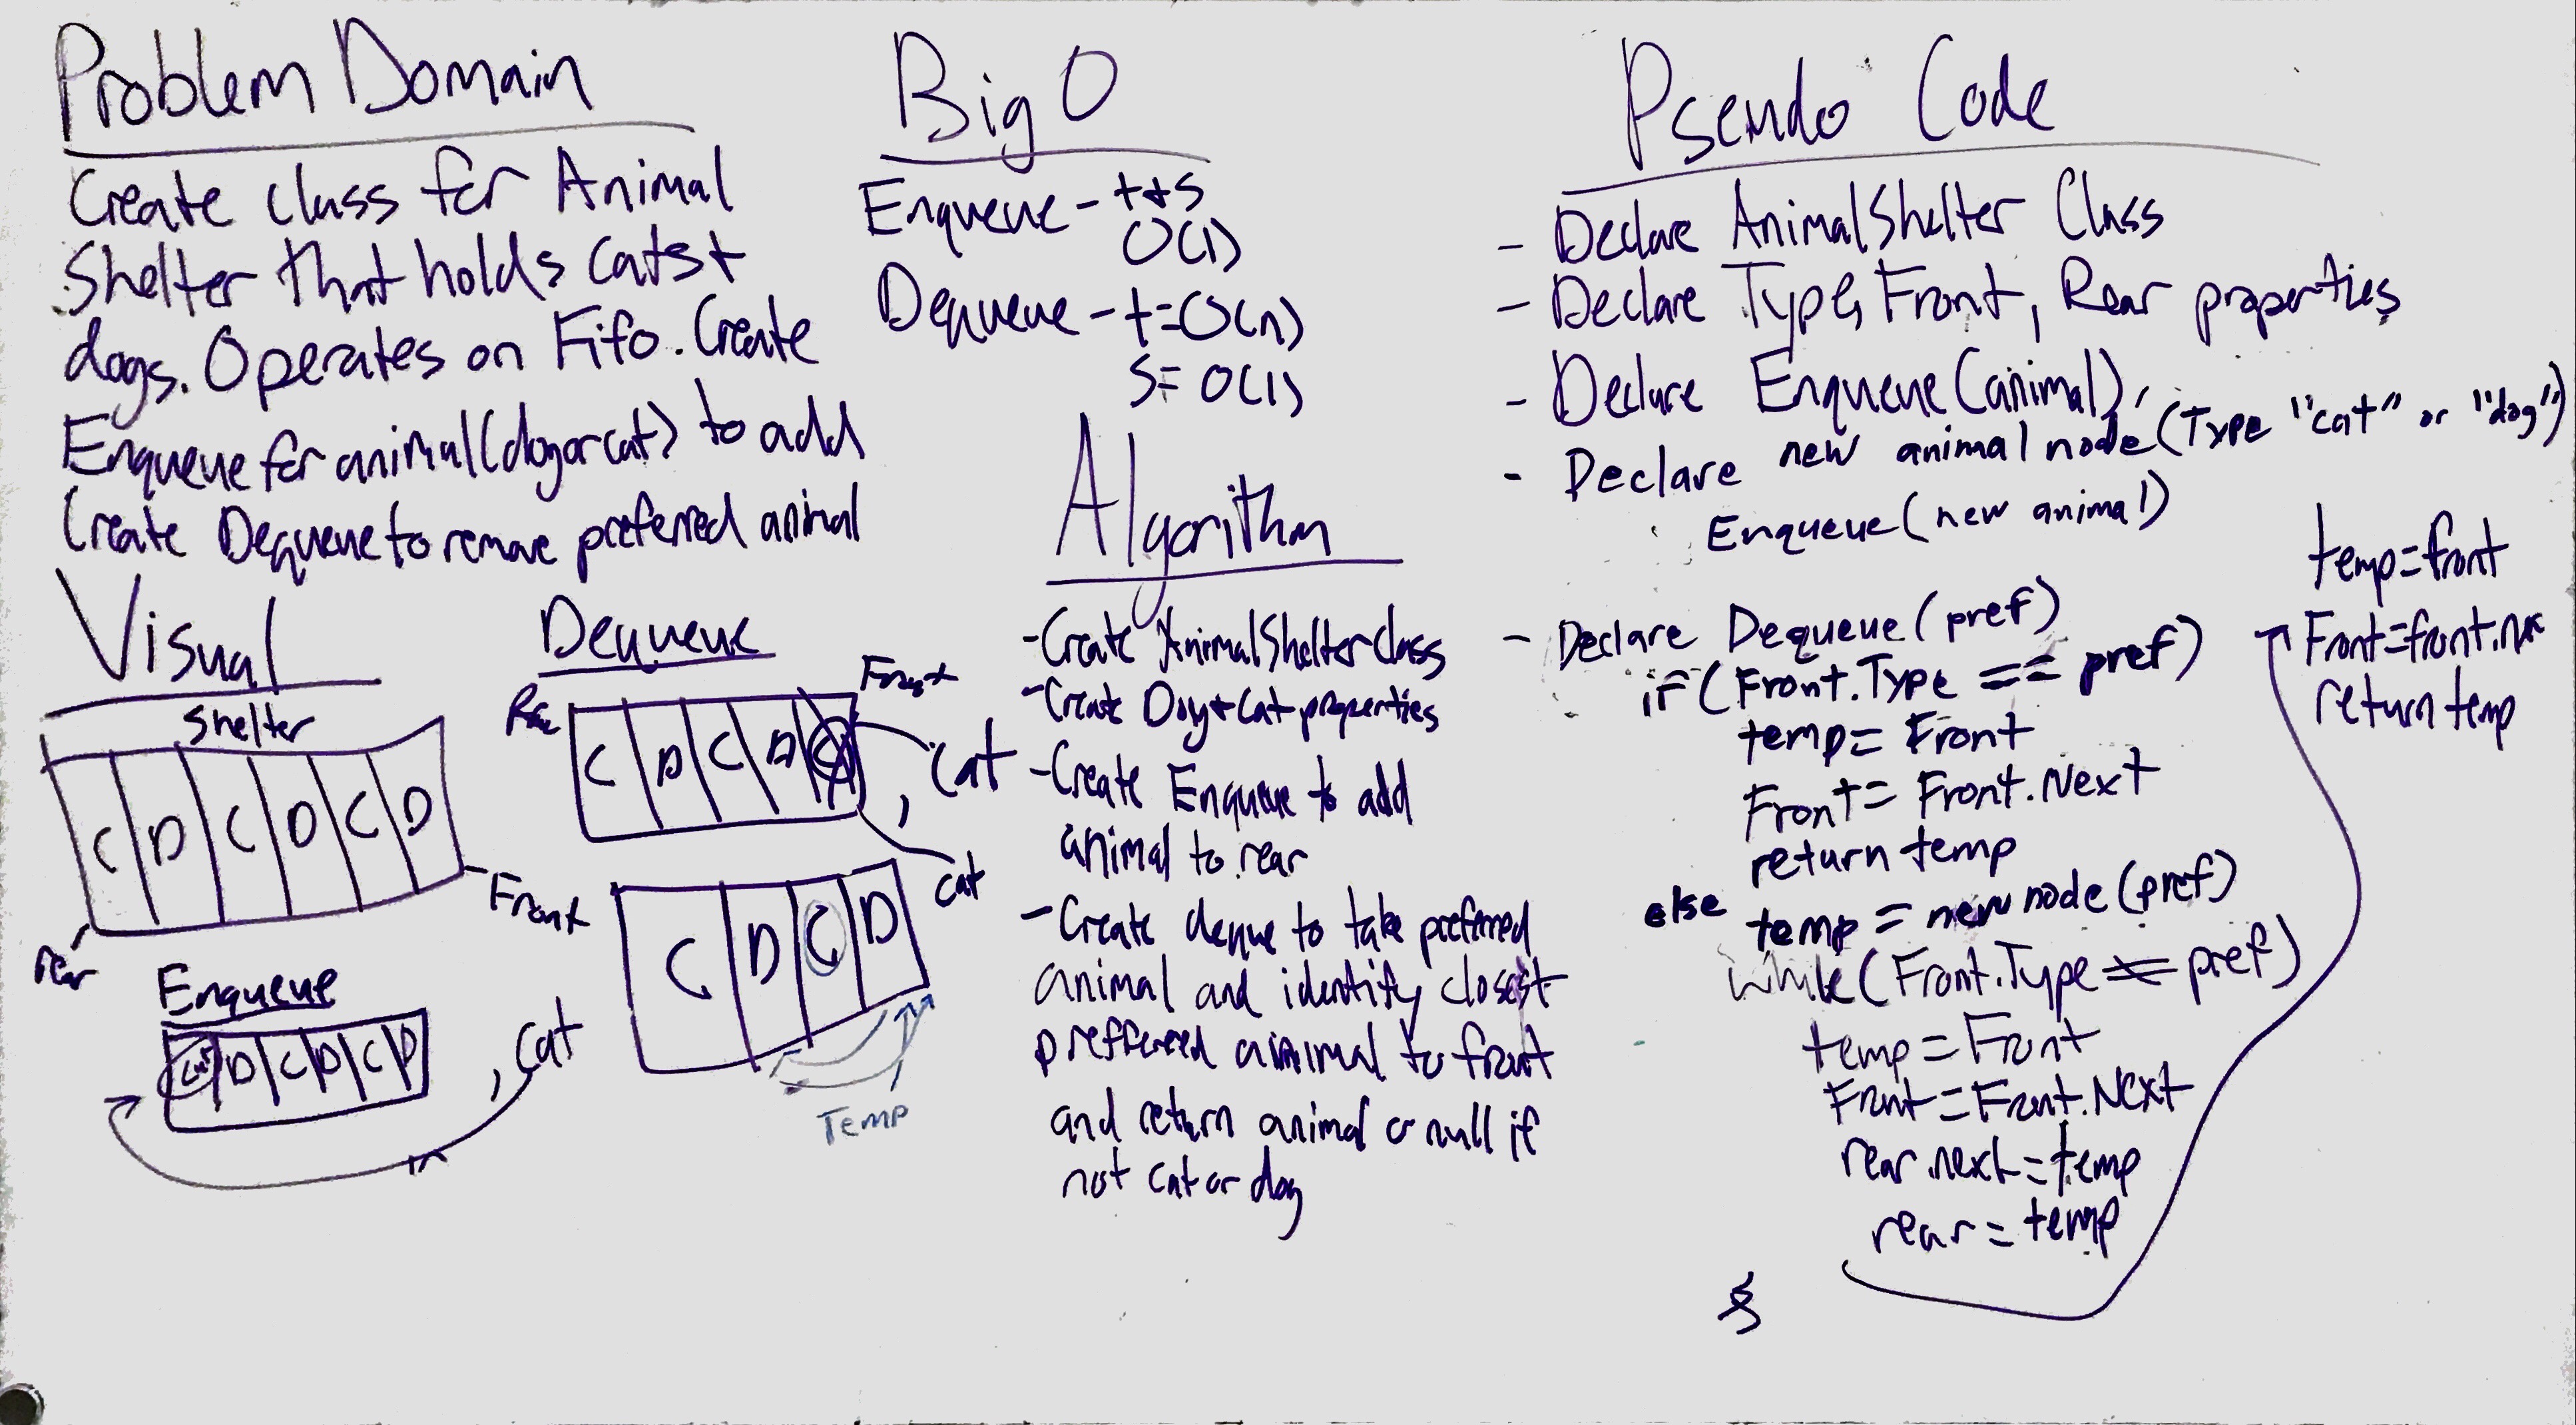 Problem Domain
Create class for Animal
Shelter that holds cats +
dogs. Operates on Fifo. Create
Enqueue for animal (dog or cat) to add
Create Dequeue to remove preferred animal
Visual
Shelter
C D C D C D
rear
Front
Enqueue
Cat D C D C D
, Cat
Dequeue
Front
C D C D
, Cat
Cat
C D C D
Temp
Big O
Enqueue - t+s
O(1)
Dequeue - t=O(n)
s=O(1)
Algorithm
- Create AnimalShelter class
- Create Dog + Cat properties
- Create Enqueue to add
animal to rear
- Create deque to take preferred
animal and identify closest
preffered animal to front
and return animal or null if
not cat or dog
Psendo Code
- Declare AnimalShelter Class
- Declare Type, Front, Rear properties
- Declare Enqueue (animal),
- Declare new animal node (Type "cat" or "dog")
Enqueue (new animal)
- Declare Dequeue (pref)
if (Front.Type == pref)
temp = Front
Front = Front.Next
return temp
else temp = new node (pref)
while (Front.Type != pref)
temp = Front
Front = Front.Next
rear.next = temp
rear = temp
}
temp = front
Front = front.nx
return temp